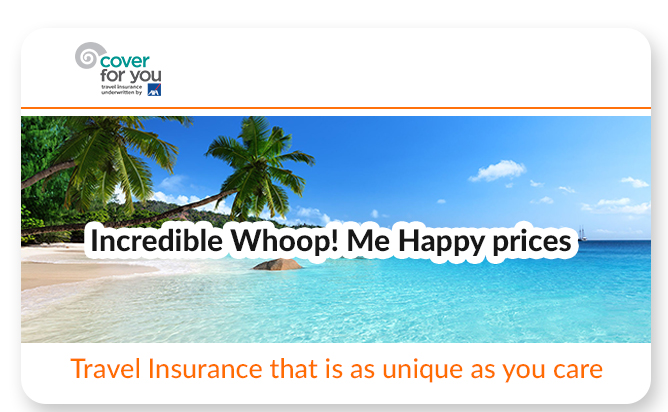 cover
for you
travel insurance
underwritten by
AXA
Incredible Whoop! Me Happy prices
Travel Insurance that is as unique as you care